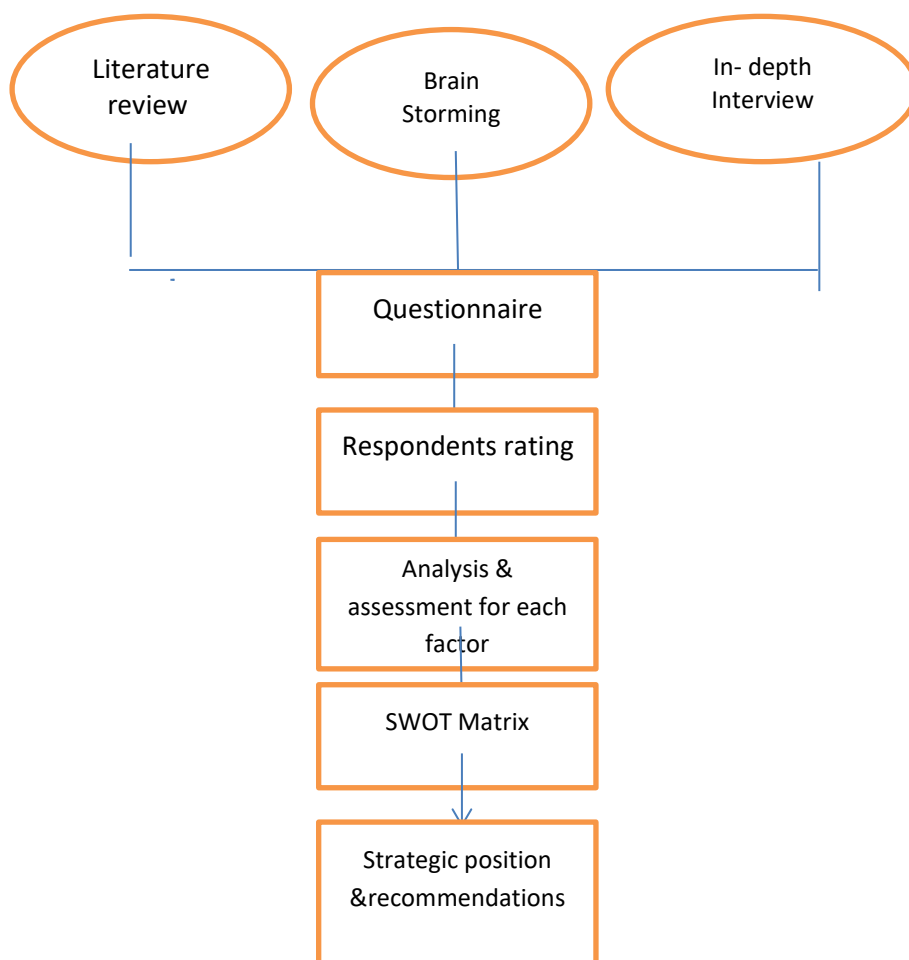 Literature
review
Brain
Storming
In- depth
Interview
Questionnaire
Respondents rating
Analysis &
assessment for each
factor
SWOT Matrix
Strategic position
&recommendations